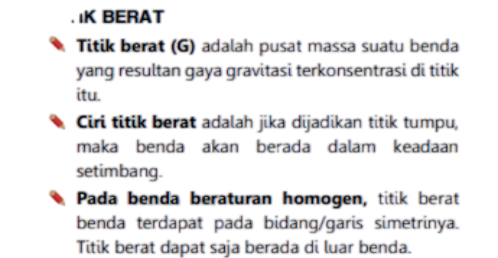 IK BERAT
Titik berat (G) adalah pusat massa suatu benda
yang resultan gaya gravitasi terkonsentrasi di titik
itu.
Ciri titik berat adalah jika dijadikan titik tumpu,
maka benda akan berada dalam keadaan
setimbang.
Pada benda beraturan homogen, titik berat
benda terdapat pada bidang/garis simetrinya.
Titik berat dapat saja berada di luar benda.